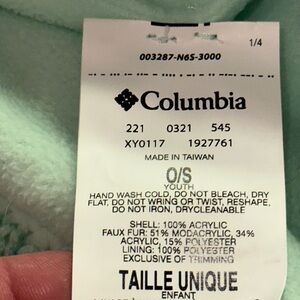 003287-N6S-3000
1/4
Columbia
221 0321 545
XY0117 1927761
MADE IN TAIWAN
O/S
YOUTH
HAND WASH COLD, DO NOT BLEACH, DRY
FLAT, DO NOT WRING OR TWIST, RESHAPE,
DO NOT IRON, DRYCLEANABLE
SHELL: 100% ACRYLIC
FAUX FUR: 51% MODACRYLIC, 34%
ACRYLIC, 15% POLYESTER
LINING: 100% POLYESTER
EXCLUSIVE OF TRIMMING
TAILLE UNIQUE
ENFANT